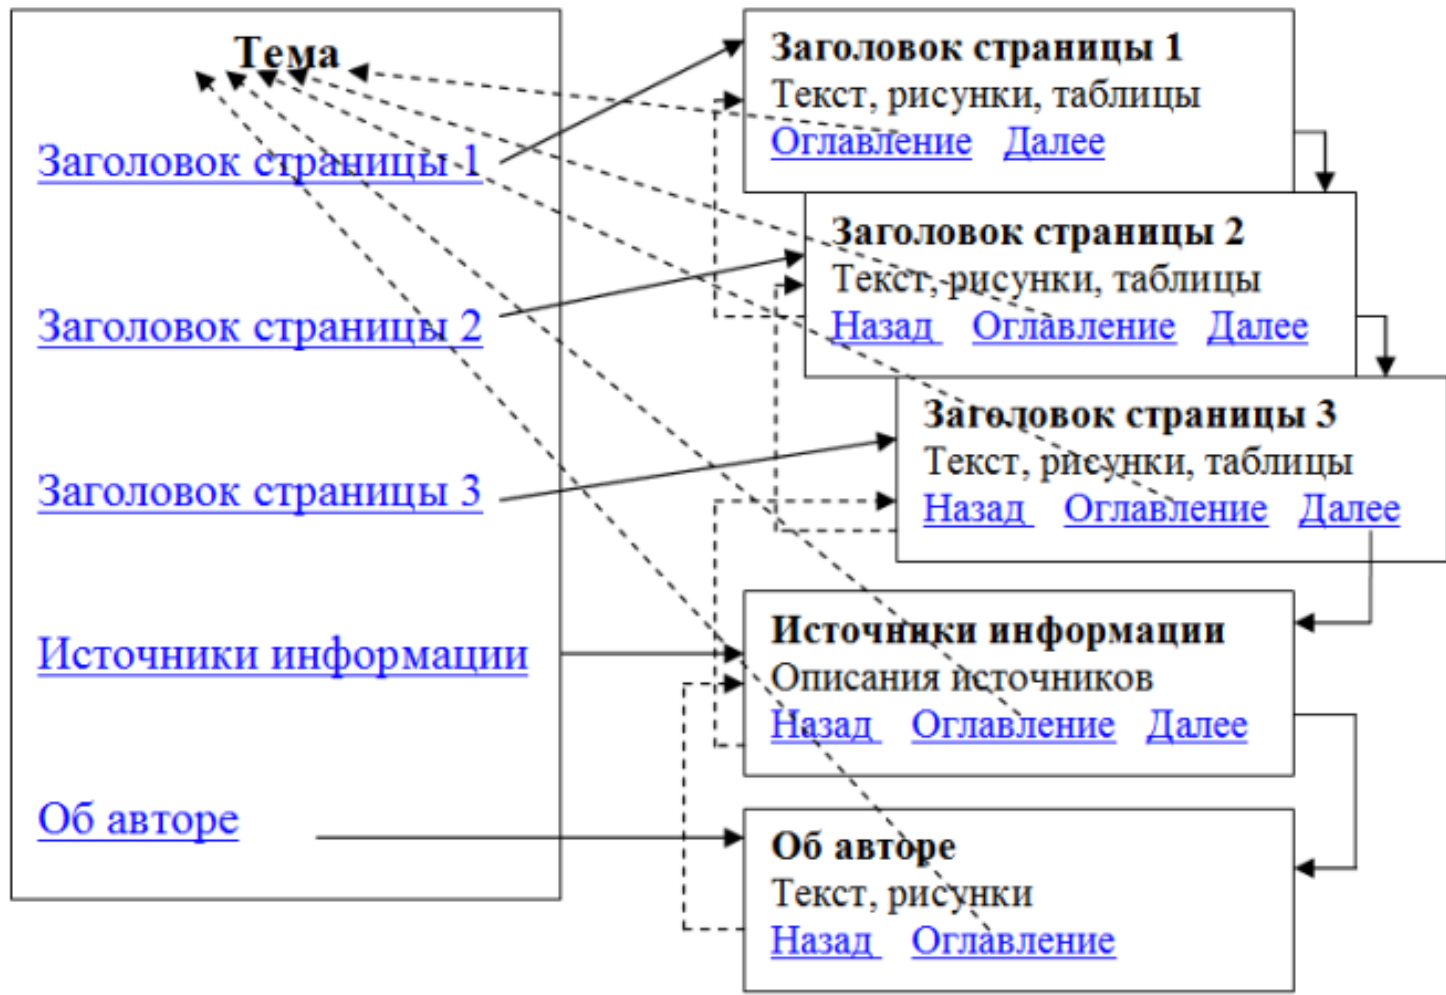 Тема
Заголовок страницы 1
Заголовок страницы 2
Заголовок страницы 3
Источники информации
Об авторе
Заголовок страницы 1
Текст, рисунки, таблицы
Оглавление Далее
Заголовок страницы 2
Текст, рисунки, таблицы
Назад Оглавление Далее
Заголовок страницы 3
Текст, рисунки, таблицы
Назад Оглавление Далее
Источники информации
Описания источников
Назад Оглавление Далее
Об авторе
Текст, рисунки
Назад Оглавление